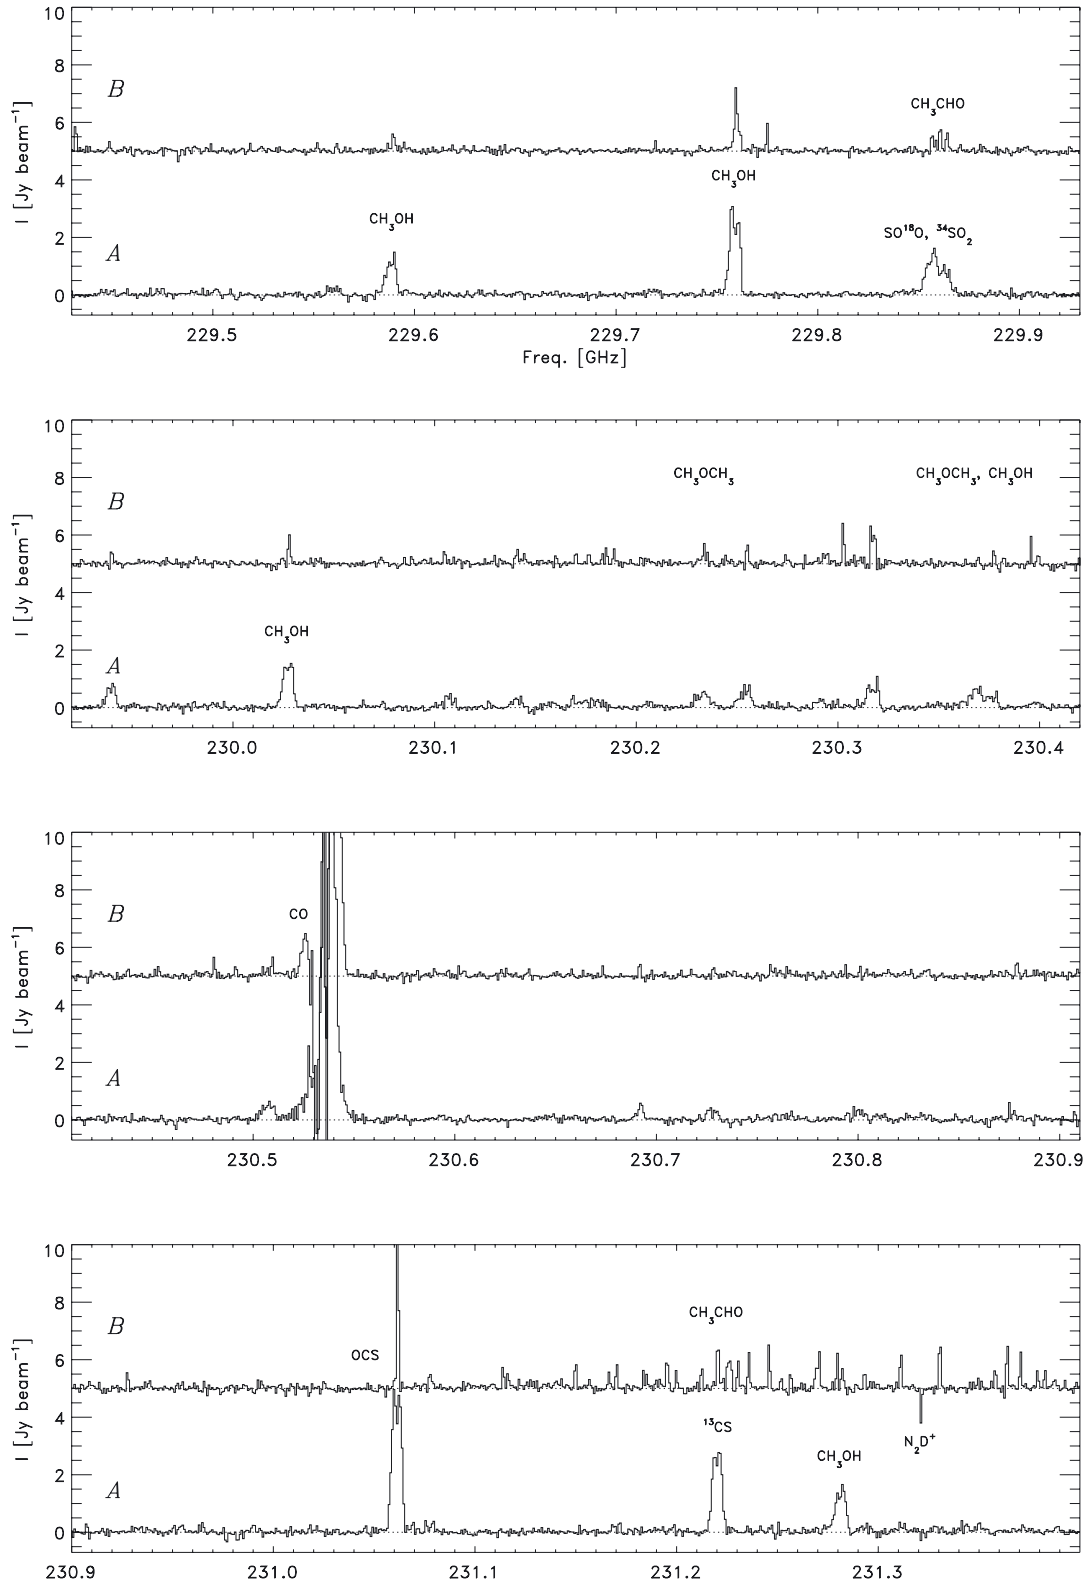 10
8
B
CH₃CHO
6
I [Jy beam⁻¹]
4
CH₃OH
CH₃OH
SO¹⁸O, ³⁴SO₂
2
A
0
229.5 229.6 229.7 229.8 229.9
Freq. [GHz]
10
8
CH₃OCH₃ CH₃OCH₃, CH₃OH
B
6
I [Jy beam⁻¹]
4
CH₃OH
2
A
0
230.0 230.1 230.2 230.3 230.4
10
8
B
CO
6
I [Jy beam⁻¹]
4
2
A
0
230.5 230.6 230.7 230.8 230.9
10
8
B
CH₃CHO
OCS
6
I [Jy beam⁻¹]
4
¹³CS
N₂D⁺
CH₃OH
2
A
0
230.9 231.0 231.1 231.2 231.3